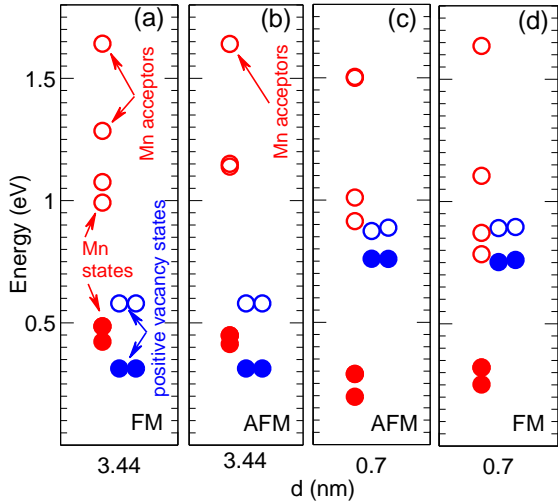 (a)
(b)
(c)
(d)
Energy (eV)
1.5
1
0.5
Mn acceptors
Mn acceptors
Mn
states
positive vacancy states
FM
AFM
AFM
FM
3.44
3.44
0.7
0.7
d (nm)